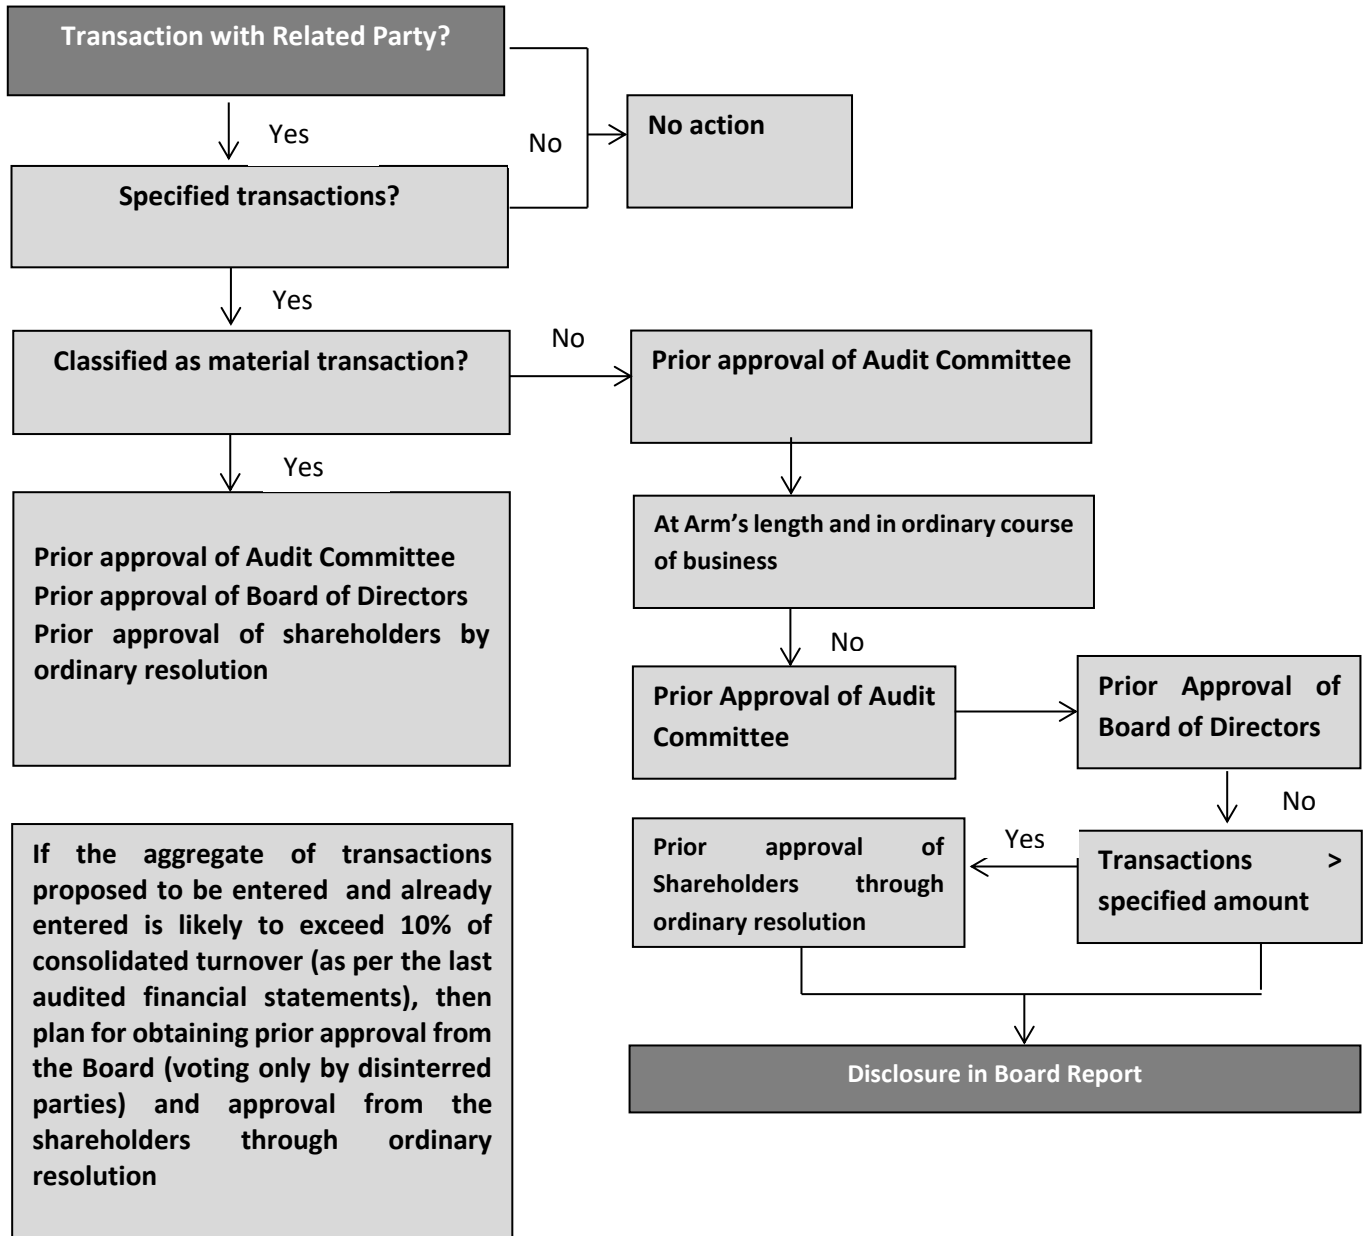 Transaction with Related Party?
Yes
No
No action
Specified transactions?
Yes
Classified as material transaction?
No
Prior approval of Audit Committee
Yes
Prior approval of Audit Committee
Prior approval of Board of Directors
Prior approval of shareholders by
ordinary resolution
At Arm's length and in ordinary course
of business
No
Prior Approval of Audit
Committee
Prior Approval of
Board of Directors
No
Transactions >
specified amount
Yes
Prior approval of
Shareholders through
ordinary resolution
Disclosure in Board Report
If the aggregate of transactions
proposed to be entered and already
entered is likely to exceed 10% of
consolidated turnover (as per the last
audited financial statements), then
plan for obtaining prior approval from
the Board (voting only by disinterred
parties) and approval from the
shareholders through ordinary
resolution